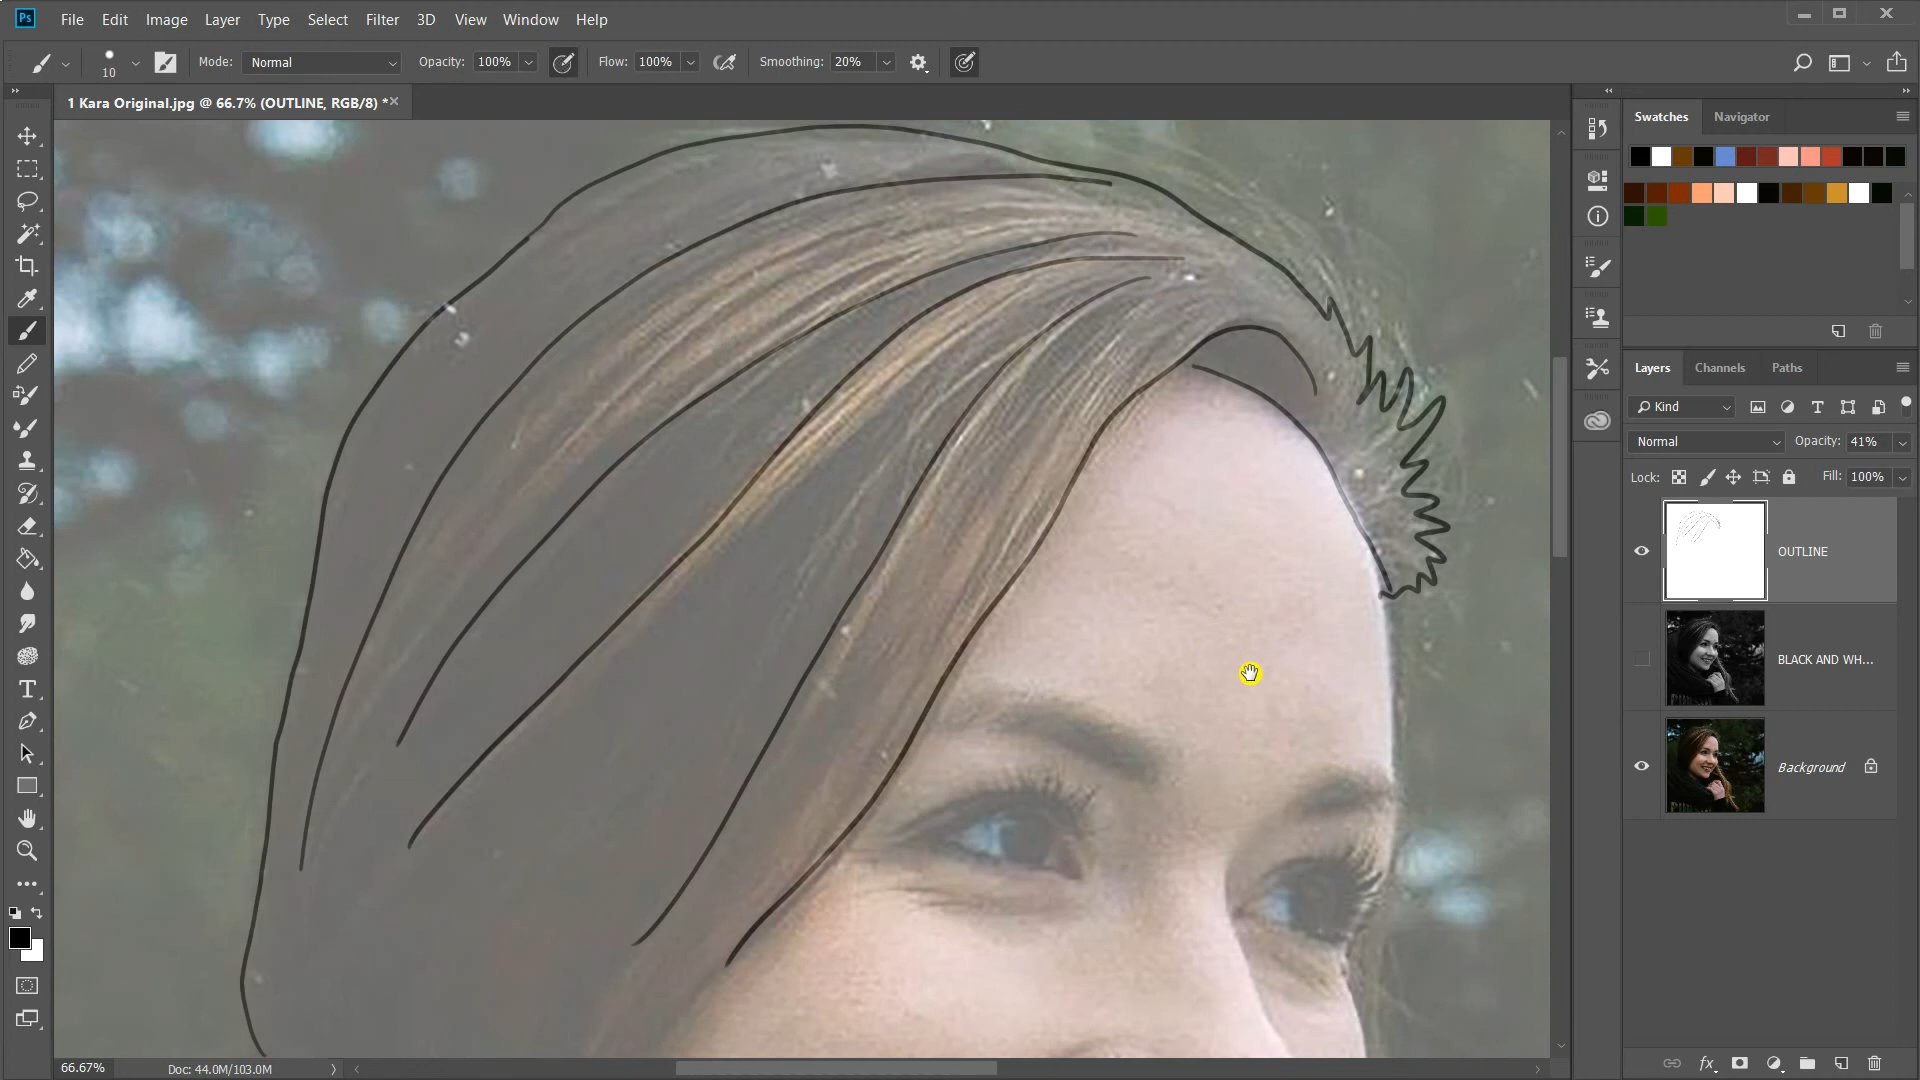 Ps File Edit Image Layer Type Select Filter 3D View Window Help
10 Mode: Normal Opacity: 100% Flow: 100% Smoothing: 20%
1 Kara Original.jpg @ 66.7% (OUTLINE, RGB/8) *
Swatches Navigator
Layers Channels Paths
Kind
Normal Opacity: 41%
Lock: Fill: 100%
OUTLINE
BLACK AND WH...
Background
fx
66.67% Doc: 44.0M/103.0M